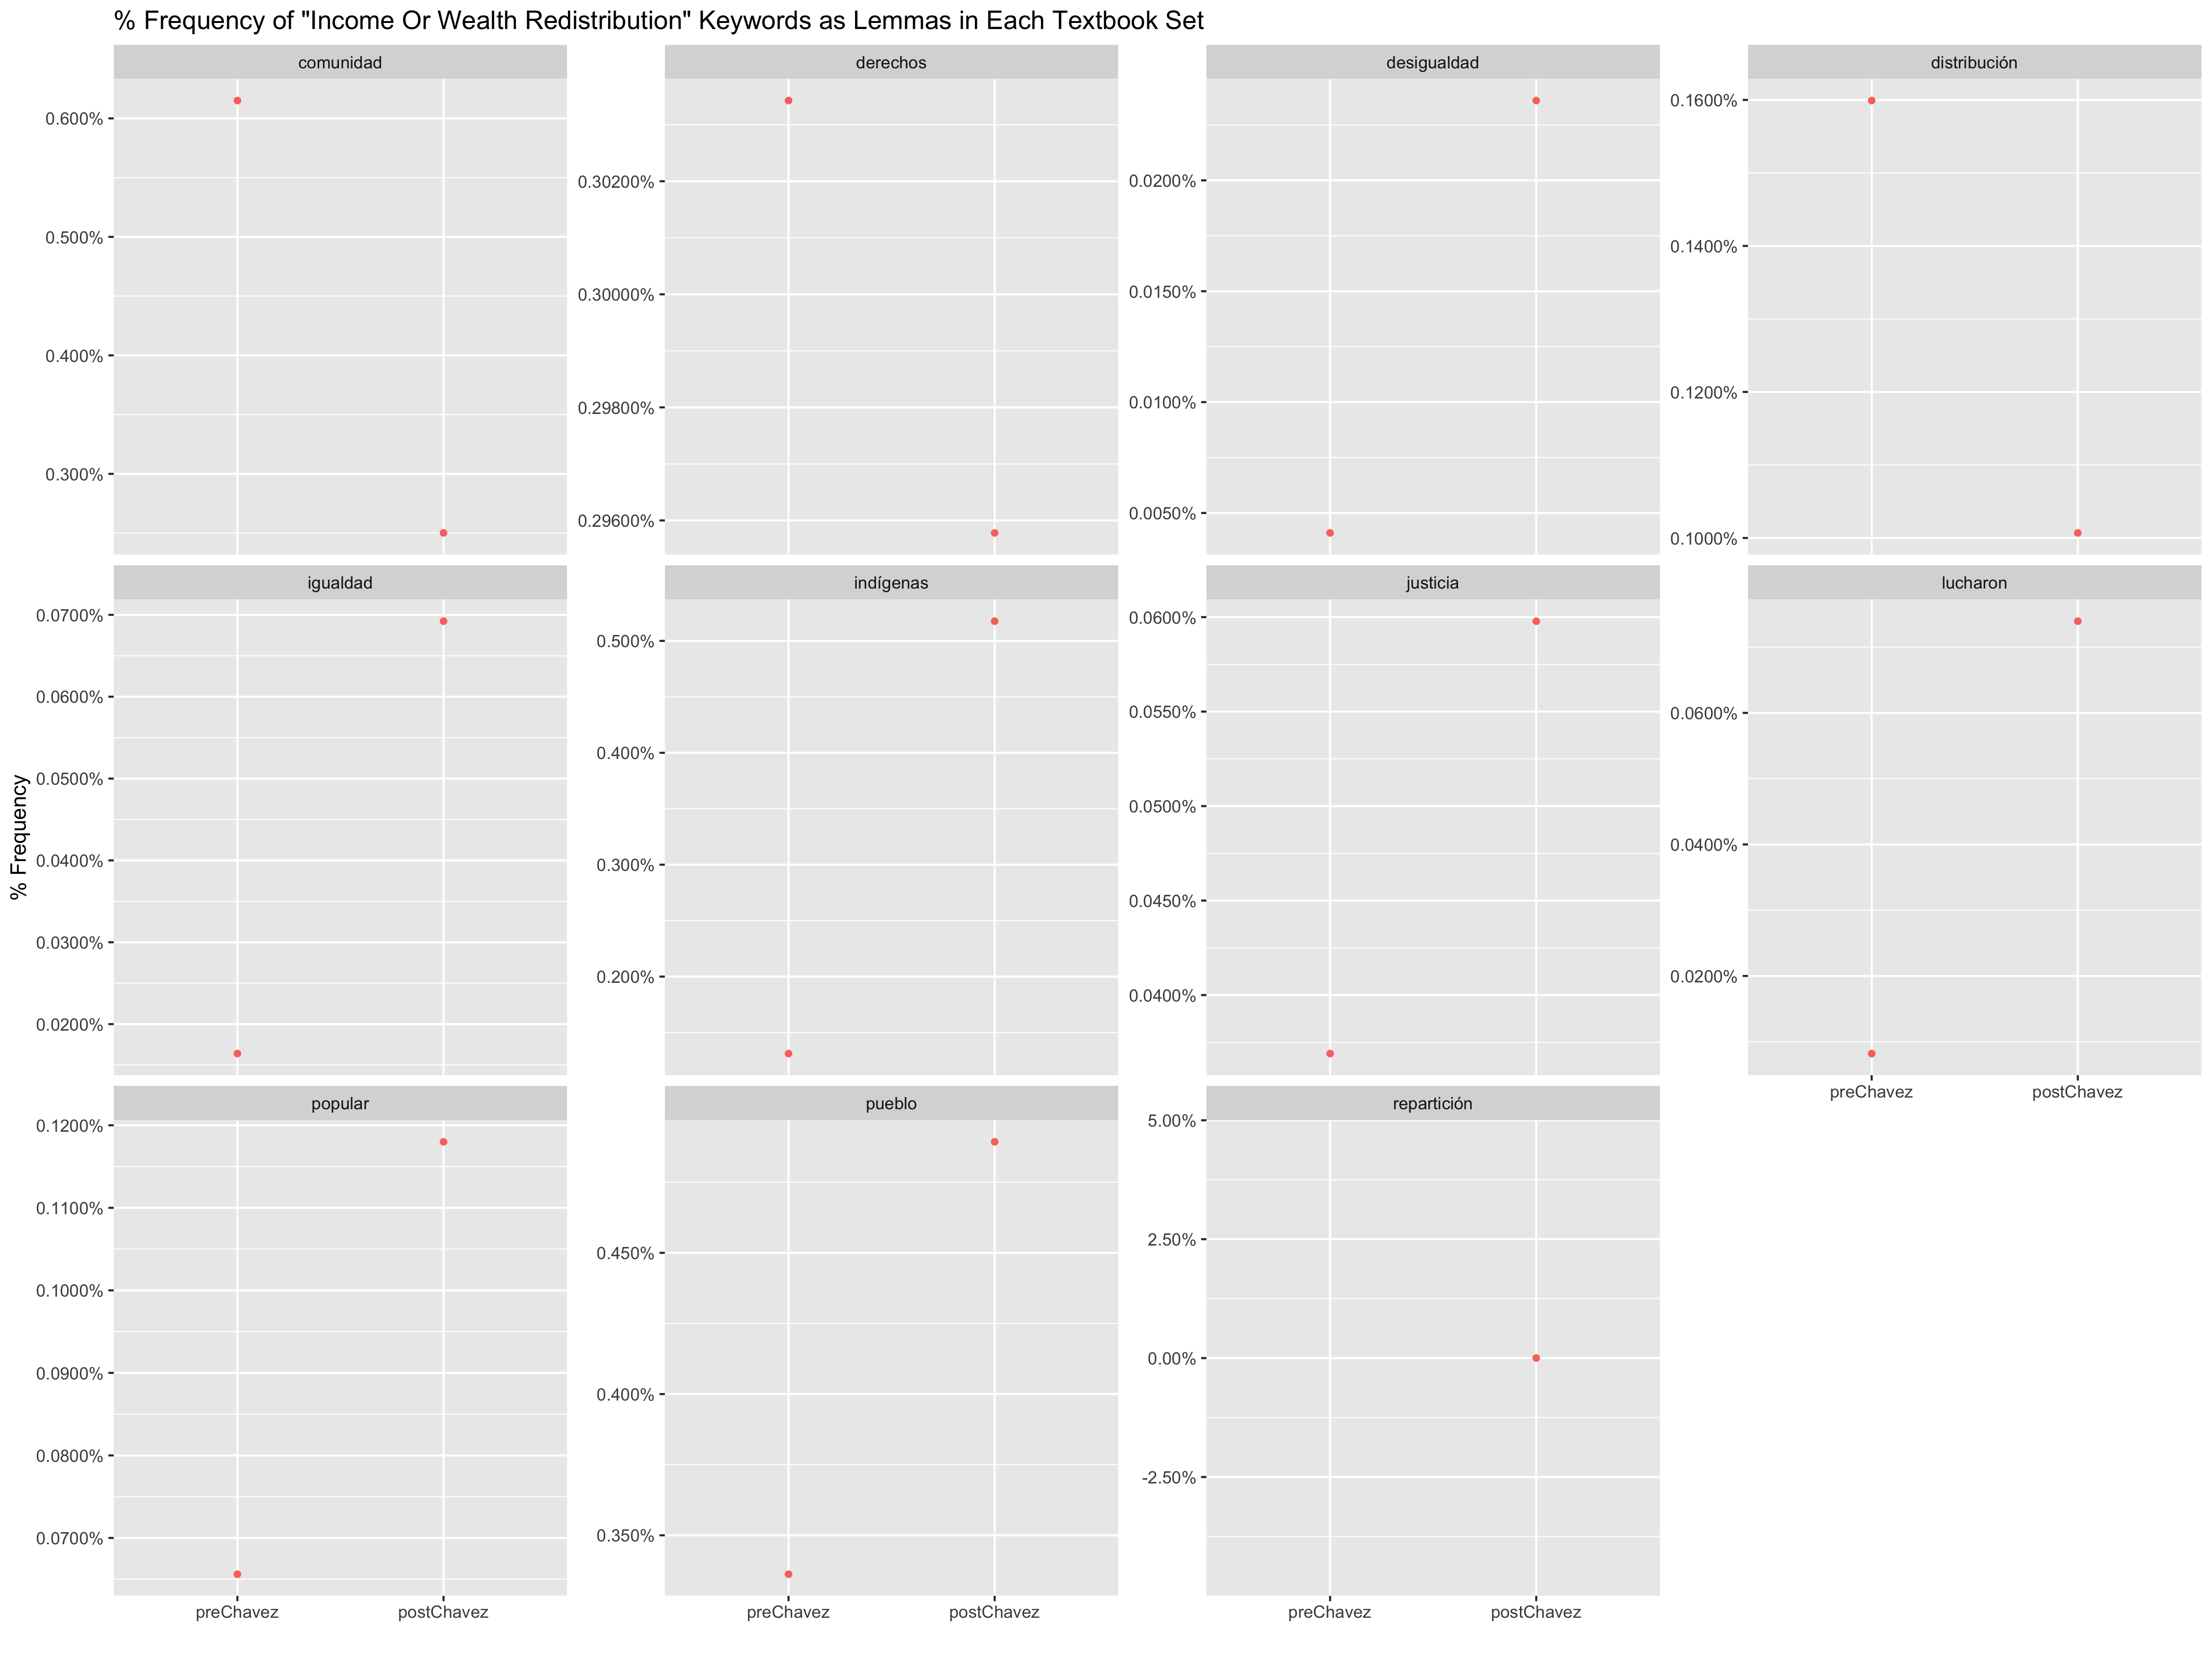 % Frequency of "Income Or Wealth Redistribution" Keywords as Lemmas in Each Textbook Set
% Frequency
comunidad
0.600%
0.500%
0.400%
0.300%
derechos
0.30200%
0.30000%
0.29800%
0.29600%
desigualdad
0.0200%
0.0150%
0.0100%
0.0050%
distribución
0.1600%
0.1400%
0.1200%
0.1000%
igualdad
0.0700%
0.0600%
0.0500%
0.0400%
0.0300%
0.0200%
indígenas
0.500%
0.400%
0.300%
0.200%
justicia
0.0600%
0.0550%
0.0500%
0.0450%
0.0400%
lucharon
0.0600%
0.0400%
0.0200%
preChavez
postChavez
popular
0.1200%
0.1100%
0.1000%
0.0900%
0.0800%
0.0700%
preChavez
postChavez
pueblo
0.450%
0.400%
0.350%
preChavez
postChavez
repartición
5.00%
2.50%
0.00%
-2.50%
preChavez
postChavez